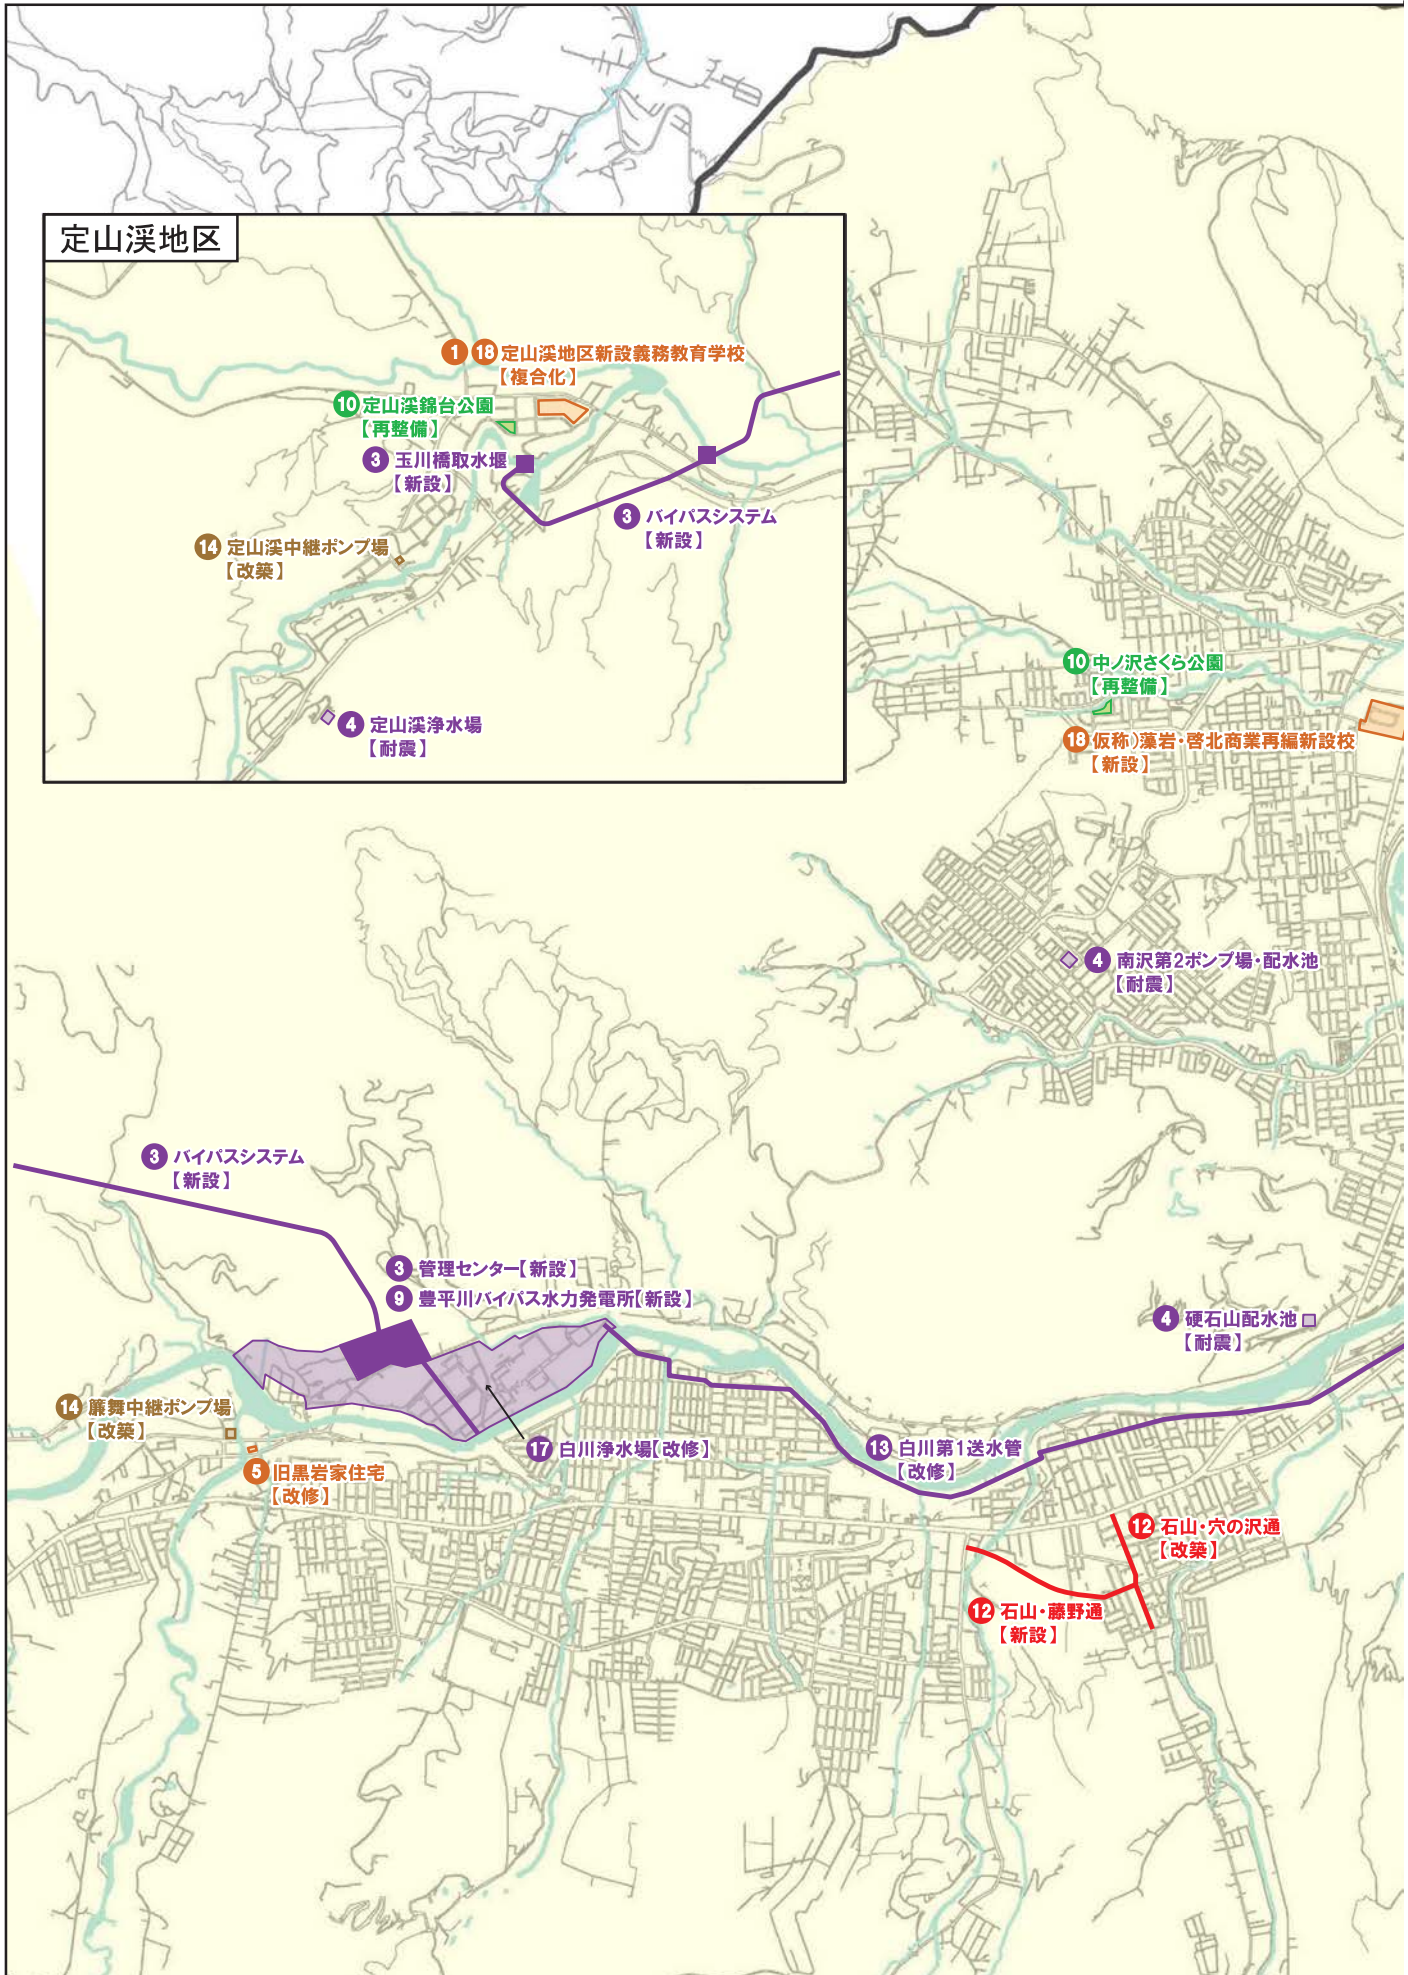 定山渓地区
1 18 定山渓地区新設義務教育学校
【複合化】
10 定山渓錦台公園
【再整備】
3 玉川橋取水堰
【新設】
3 バイパスシステム
【新設】
14 定山渓中継ポンプ場
【改築】
4 定山渓浄水場
【耐震】
10 中ノ沢さくら公園
【再整備】
18 仮称）藻岩・啓北商業再編新設校
【新設】
4 南沢第2ポンプ場・配水池
【耐震】
3 バイパスシステム
【新設】
3 管理センター【新設】
9 豊平川バイパス水力発電所【新設】
4 硬石山配水池
【耐震】
14 簾舞中継ポンプ場
【改築】
17 白川浄水場【改修】
13 白川第1送水管
【改修】
5 旧黒岩家住宅
【改修】
12 石山・穴の沢通
【改築】
12 石山・藤野通
【新設】